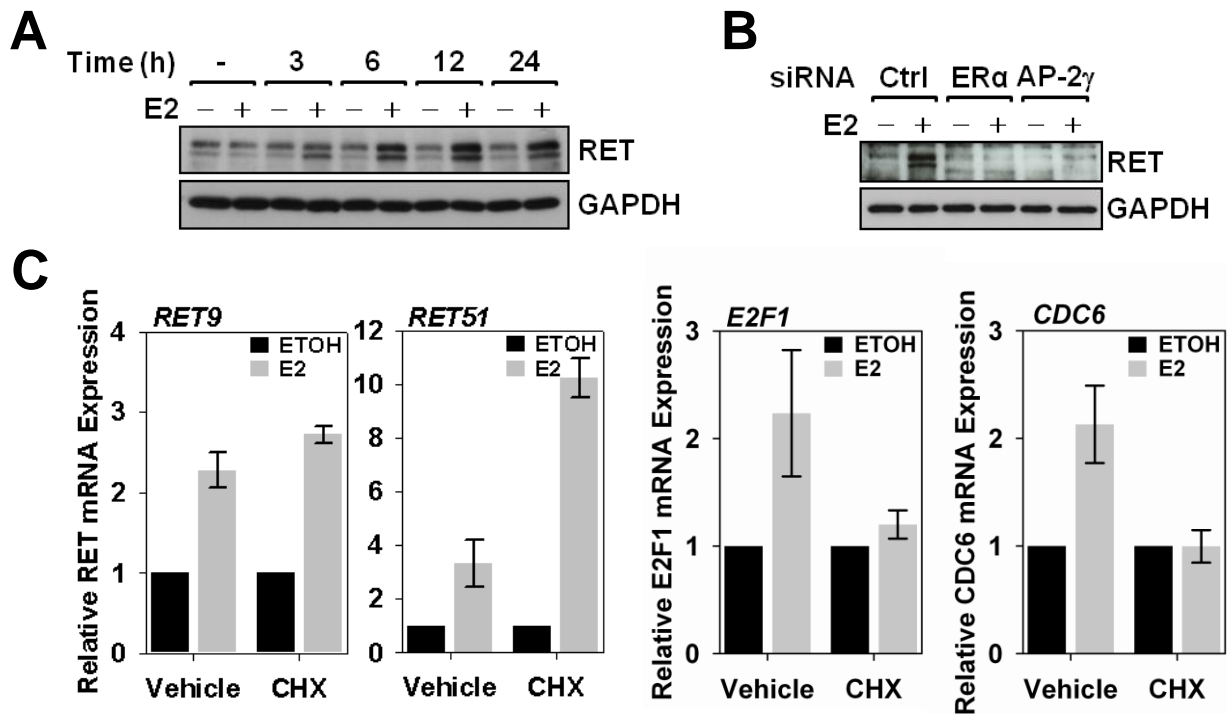 A
Time (h) - 3 6 12 24
E2 − + − + − + − + − +
RET
GAPDH
B
siRNA Ctrl ERα AP-2γ
E2 − + − + − +
RET
GAPDH
C
Relative RET mRNA Expression
RET9
ETOH
E2
4
3
2
1
0
Vehicle CHX
RET51
ETOH
E2
12
10
8
6
4
2
0
Vehicle CHX
Relative E2F1 mRNA Expression
E2F1
ETOH
E2
3
2
1
0
Vehicle CHX
Relative CDC6 mRNA Expression
CDC6
ETOH
E2
3
2
1
0
Vehicle CHX